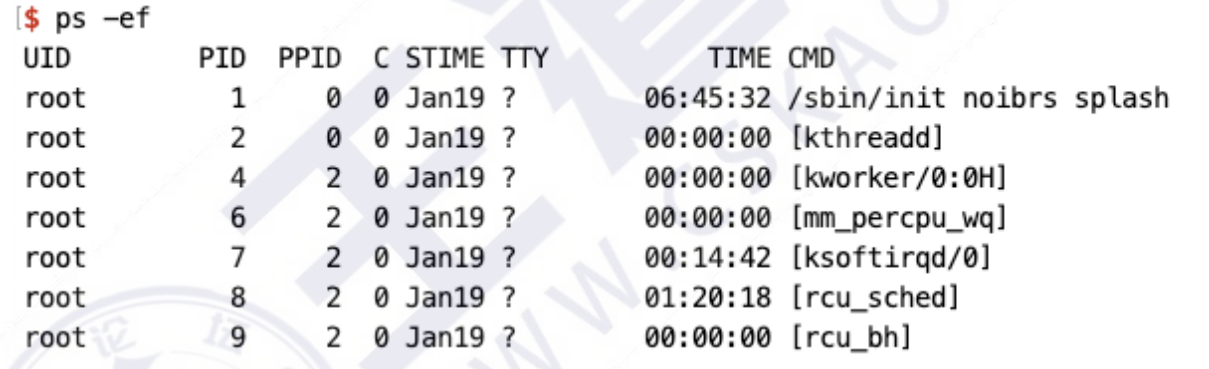 [$ ps -ef
UID PID PPID C STIME TTY TIME CMD
root 1 0 0 Jan19 ? 06:45:32 /sbin/init noibrs splash
root 2 0 0 Jan19 ? 00:00:00 [kthreadd]
root 4 2 0 Jan19 ? 00:00:00 [kworker/0:0H]
root 6 2 0 Jan19 ? 00:00:00 [mm_percpu_wq]
root 7 2 0 Jan19 ? 00:14:42 [ksoftirqd/0]
root 8 2 0 Jan19 ? 01:20:18 [rcu_sched]
root 9 2 0 Jan19 ? 00:00:00 [rcu_bh]